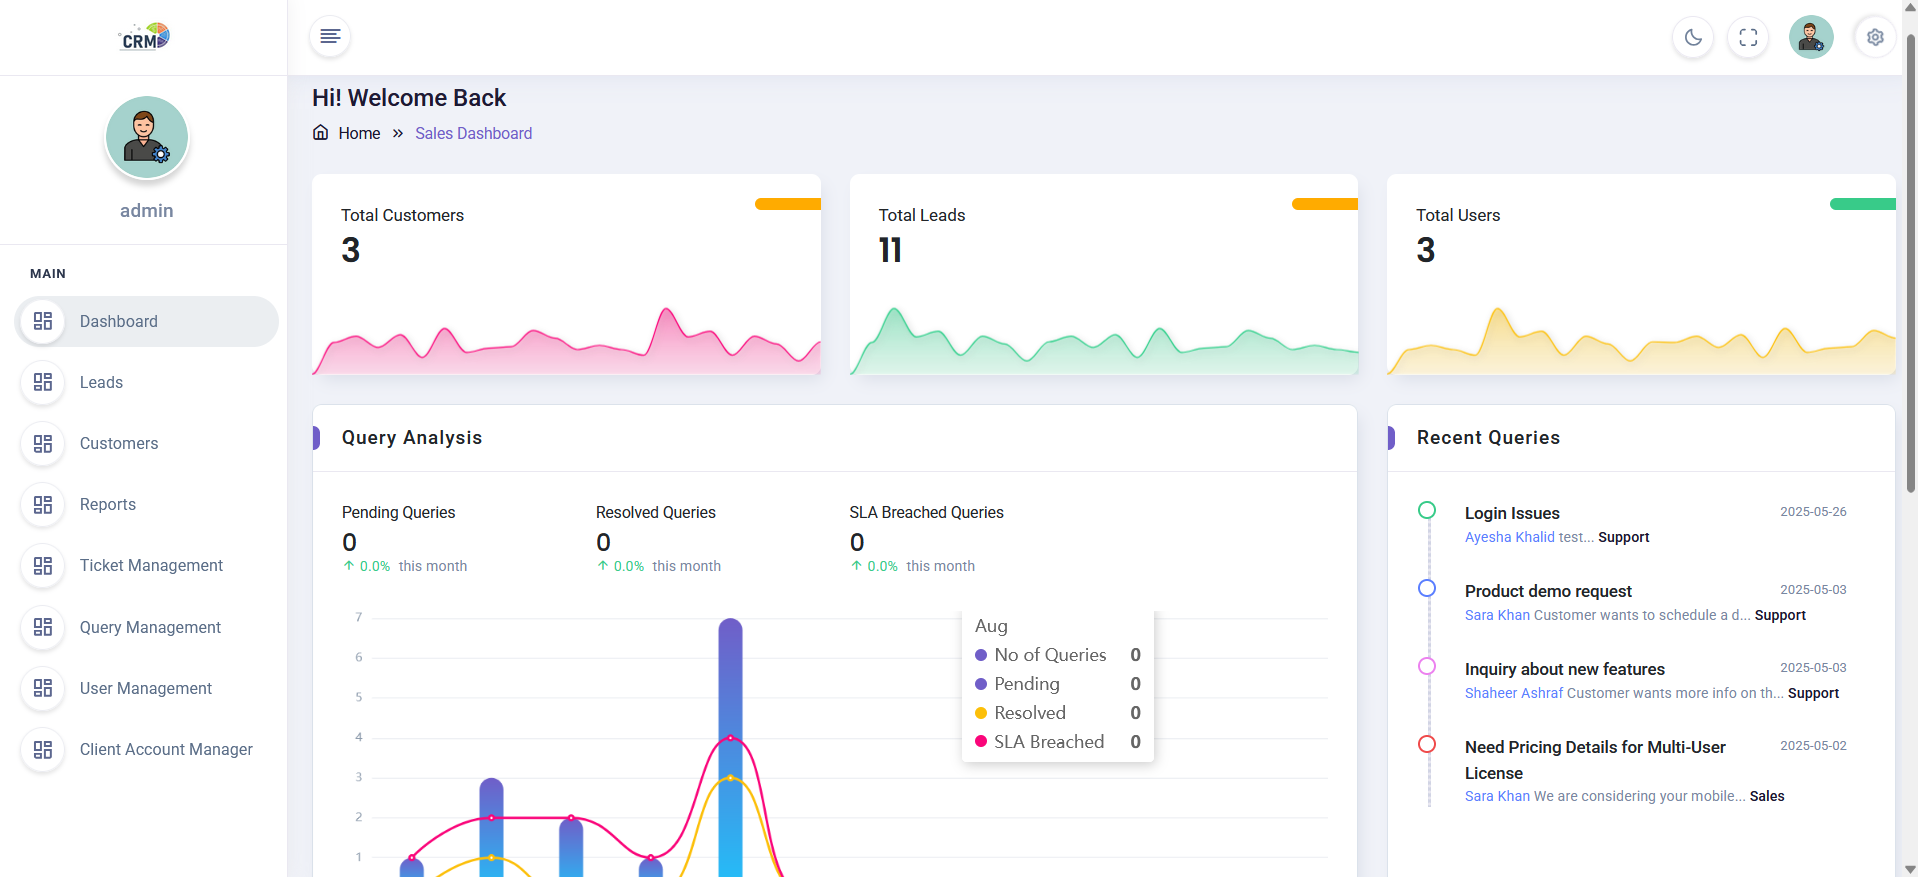 CRM
admin
MAIN
Dashboard
Leads
Customers
Reports
Ticket Management
Query Management
User Management
Client Account Manager
Hi! Welcome Back
Home » Sales Dashboard
Total Customers
3
Total Leads
11
Total Users
3
Query Analysis
Pending Queries
0
0.0% this month
Resolved Queries
0
0.0% this month
SLA Breached Queries
0
0.0% this month
7
6
5
4
3
2
1
Aug
No of Queries 0
Pending 0
Resolved 0
SLA Breached 0
Recent Queries
Login Issues 2025-05-26
Ayesha Khalid test... Support
Product demo request 2025-05-03
Sara Khan Customer wants to schedule a d... Support
Inquiry about new features 2025-05-03
Shaheer Ashraf Customer wants more info on th... Support
Need Pricing Details for Multi-User 2025-05-02
License
Sara Khan We are considering your mobile... Sales